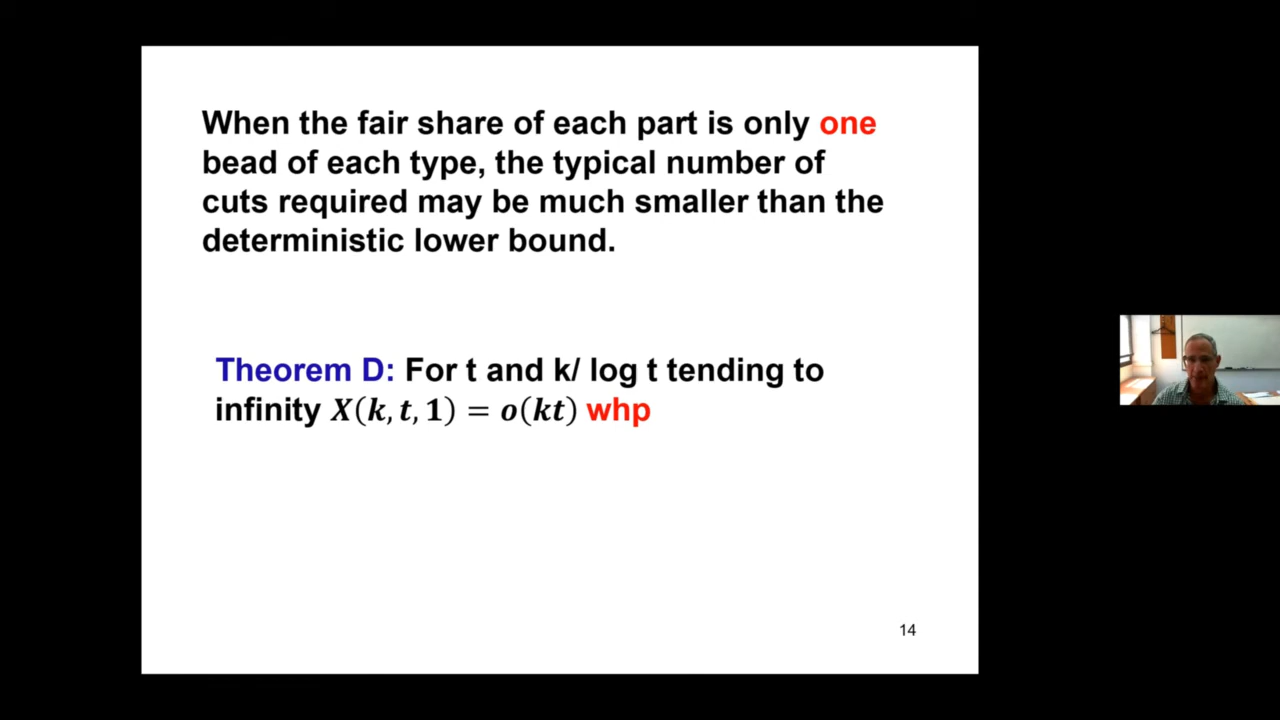 When the fair share of each part is only one
bead of each type, the typical number of
cuts required may be much smaller than the
deterministic lower bound.
Theorem D: For t and k/ log t tending to
infinity X(k, t, 1) = o(kt) whp
14